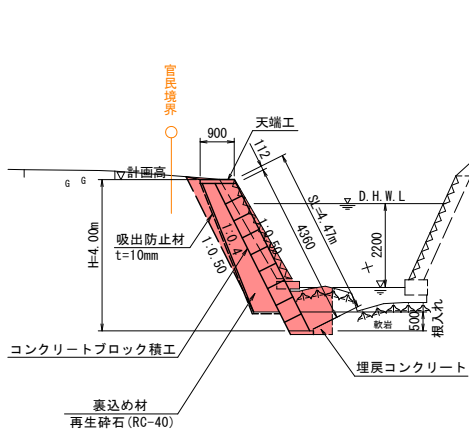 官民境界
900
天端工
112
計画高
G G
D.H.W.L
SL=4.47m
4360
1:0.50
2200
H=4.00m
吸出防止材
t=10mm
1:0.4
1:0.50
軟岩
500
根入れ
コンクリートブロック積工
埋戻コンクリート
裏込め材
再生砕石(RC-40)